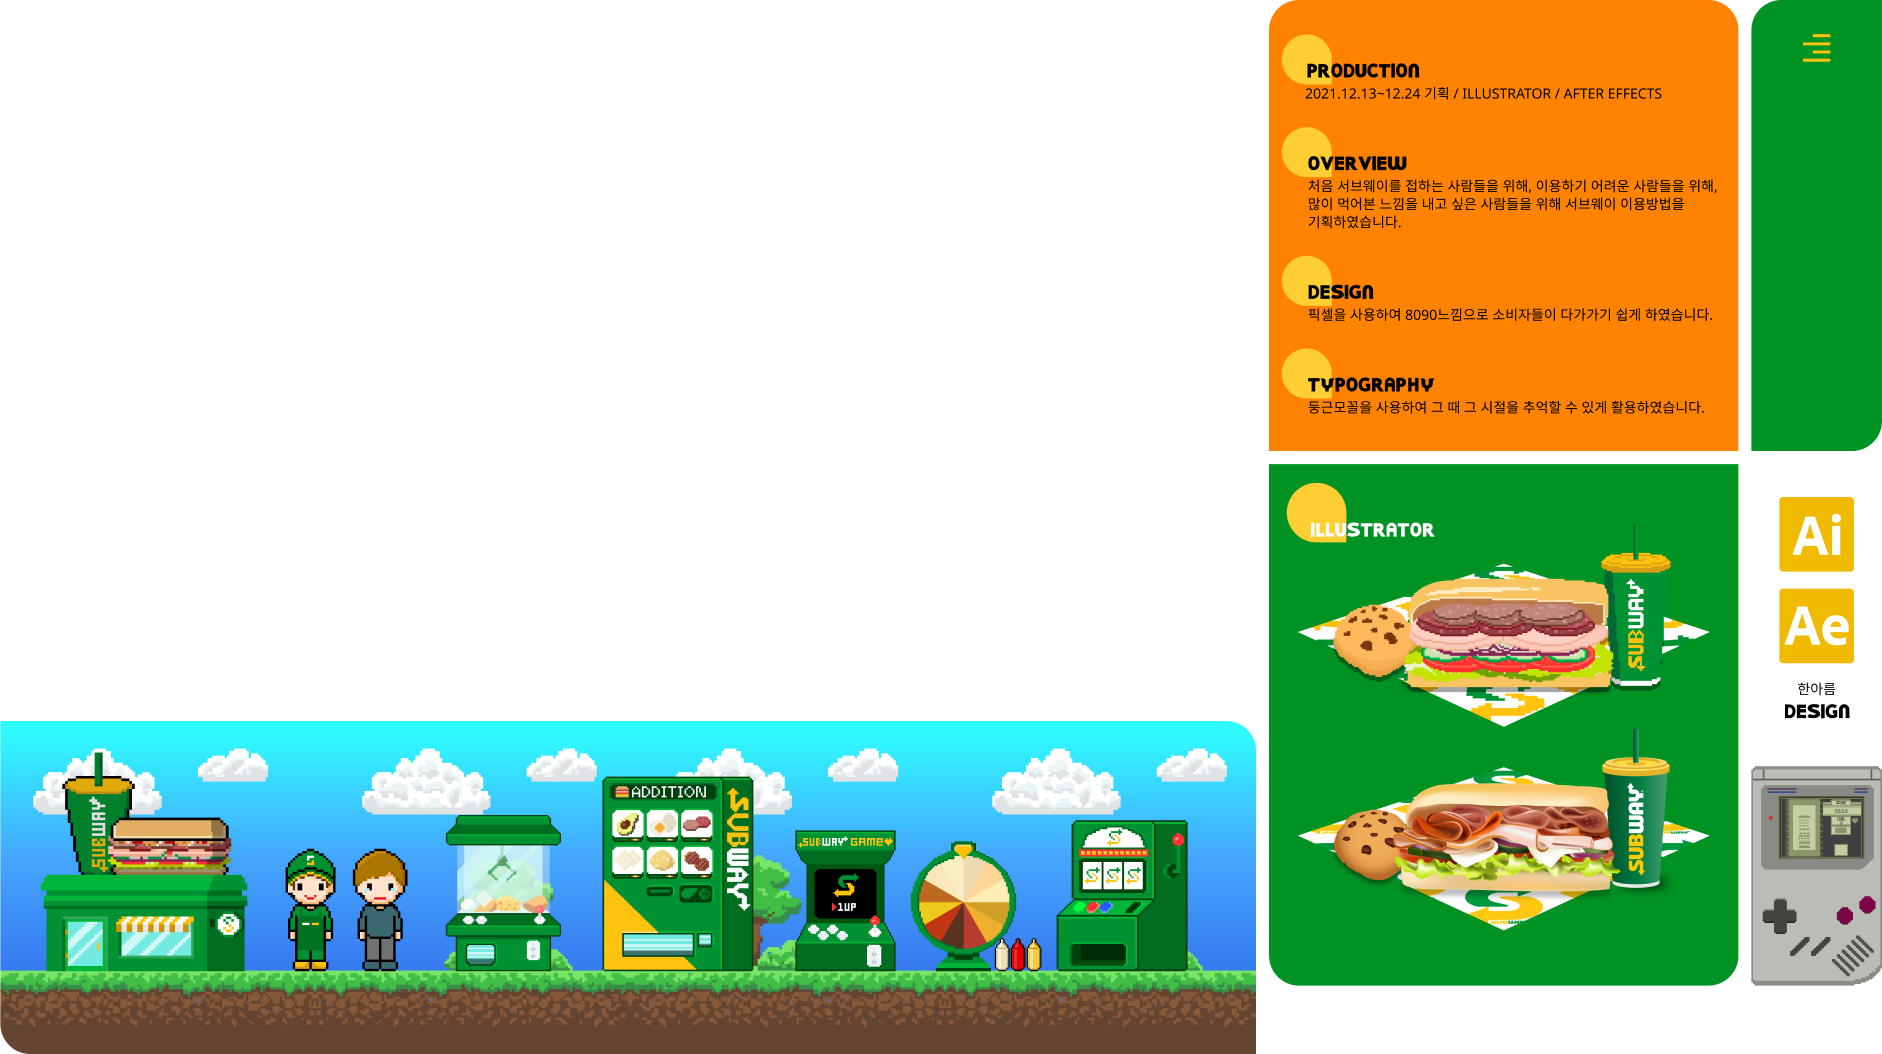 PRODUCTION
2021.12.13~12.24 기획 / ILLUSTRATOR / AFTER EFFECTS
OVERVIEW
처음 서브웨이를 접하는 사람들을 위해, 이용하기 어려운 사람들을 위해,
많이 먹어본 느낌을 내고 싶은 사람들을 위해 서브웨이 이용방법을
기획하였습니다.
DESIGN
픽셀을 사용하여 8090느낌으로 소비자들이 다가가기 쉽게 하였습니다.
TYPOGRAPHY
둥근모꼴을 사용하여 그 때 그 시절을 추억할 수 있게 활용하였습니다.
ILLUSTRATOR
SUBWAY
SUBWAY
Ai
Ae
한아름
DESIGN
SUBWAY
ADDITION
SUBWAY
SUBWAY GAME
1UP